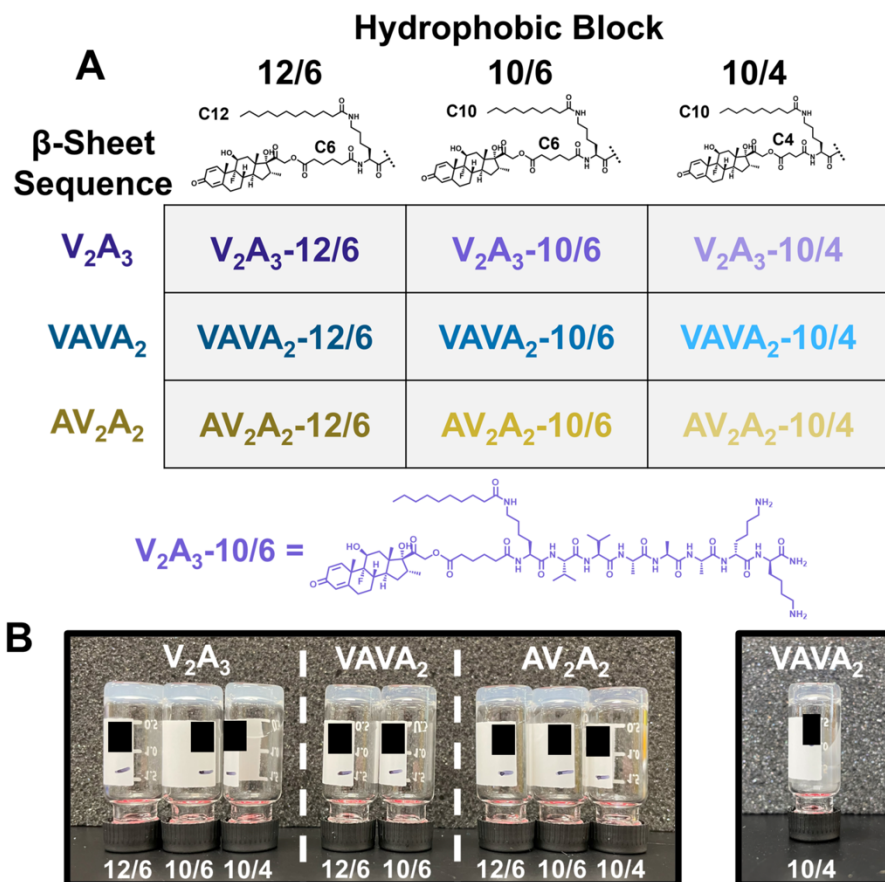 Hydrophobic Block
A
12/6 10/6 10/4
C12 C10 C10
C6 C6 C4
β-Sheet
Sequence
V₂A₃ V₂A₃-12/6 V₂A₃-10/6 V₂A₃-10/4
VAVA₂ VAVA₂-12/6 VAVA₂-10/6 VAVA₂-10/4
AV₂A₂ AV₂A₂-12/6 AV₂A₂-10/6 AV₂A₂-10/4
V₂A₃-10/6 =
B
V₂A₃ VAVA₂ AV₂A₂ VAVA₂
12/6 10/6 10/4 12/6 10/6 12/6 10/6 10/4 10/4